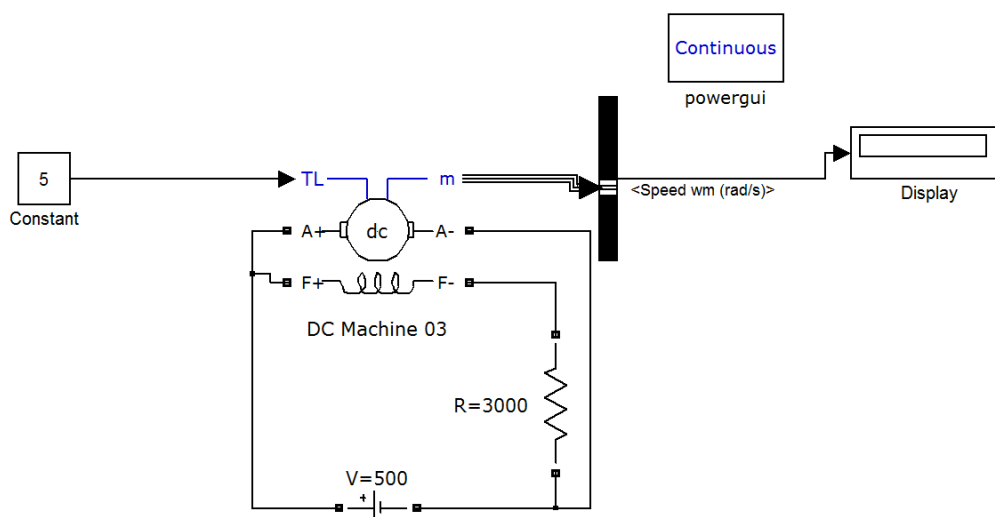 Continuous
powergui
5
Constant
TL
m
<Speed wm (rad/s)>
Display
A+
dc
A-
F+
F-
DC Machine 03
R=3000
V=500
+